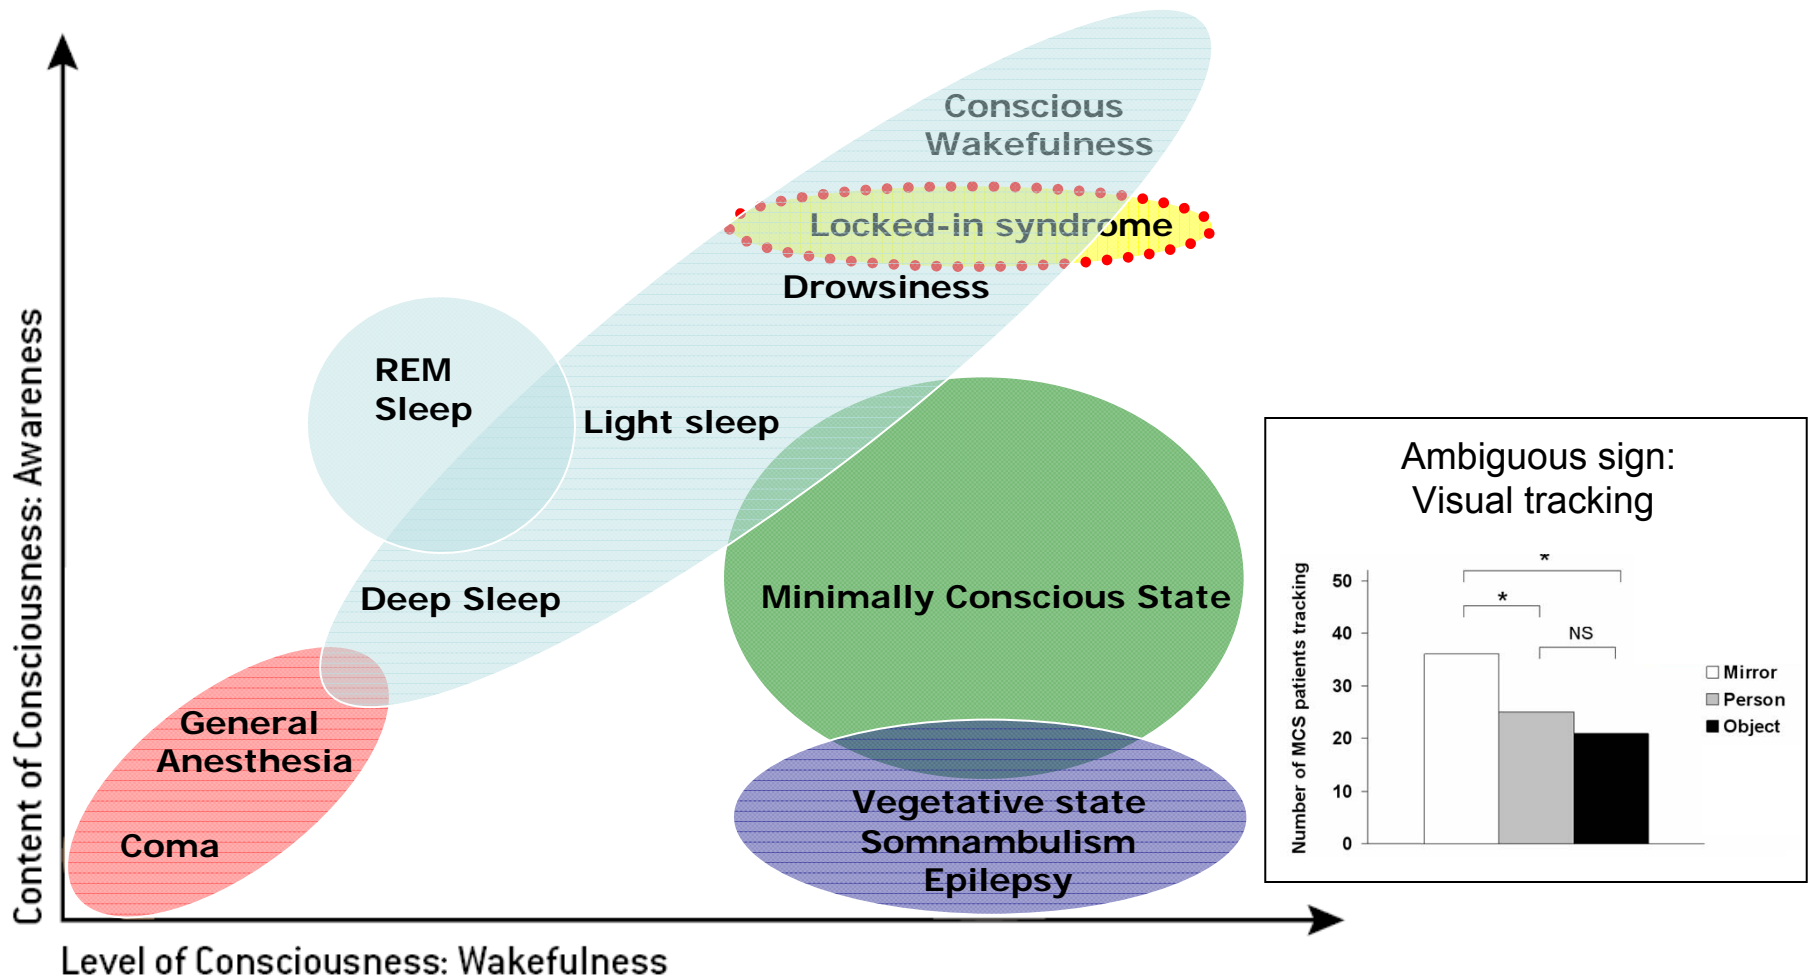 Content of Consciousness: Awareness
Conscious
Wakefulness
Locked-in syndrome
Drowsiness
REM
Sleep
Light sleep
Deep Sleep
Minimally Conscious State
General
Anesthesia
Coma
Vegetative state
Somnambulism
Epilepsy
Level of Consciousness: Wakefulness
Ambiguous sign:
Visual tracking
Number of MCS patients tracking
50
40
30
20
10
0
*
*
NS
Mirror
Person
Object